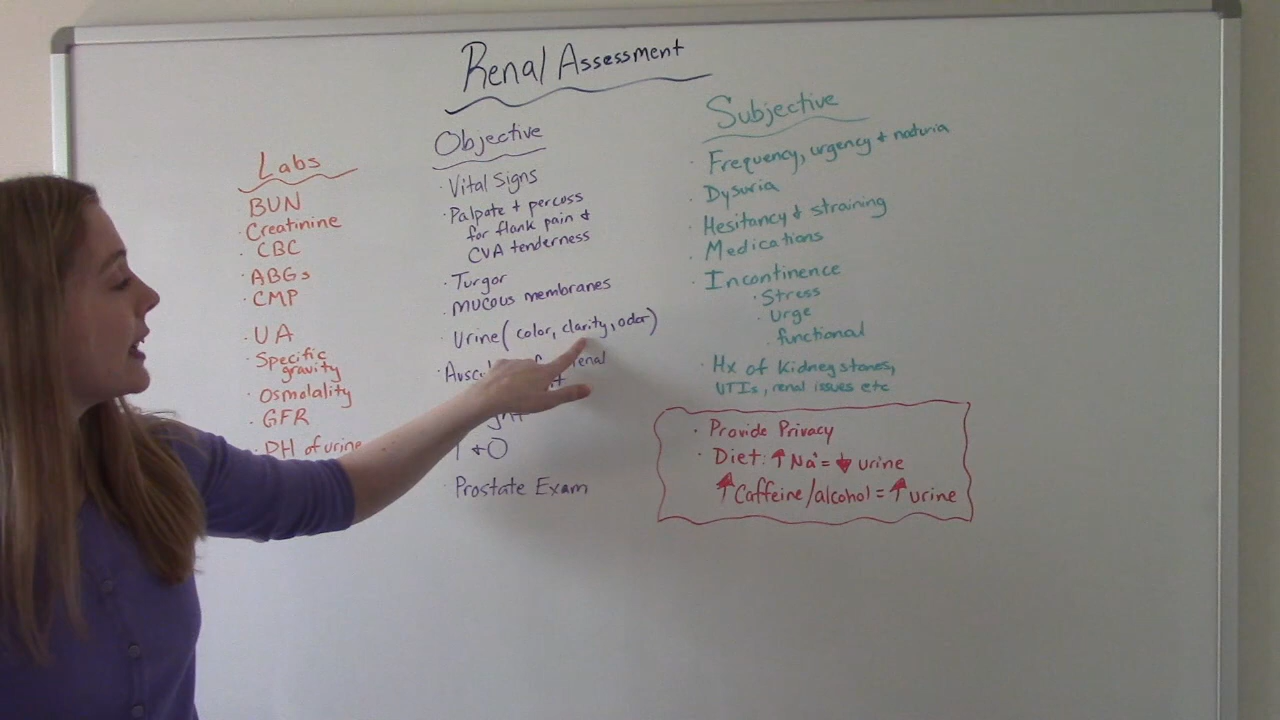 Renal Assessment
Labs
· BUN
· Creatinine
· CBC
· ABGs
· CMP
· UA
· Specific
gravity
· Osmolality
· GFR
· PH of urine
Objective
· Vital Signs
· Palpate + percuss
for flank pain &
CVA tenderness
· Turgor
· Mucous membranes
· Urine (color, clarity, odor)
renal
I & O
Prostate Exam
Subjective
· Frequency, urgency & nocturia
· Dysuria
· Hesitancy & straining
· Medications
· Incontinence
· Stress
· Urge
· functional
· Hx of kidney stones,
UTIs, renal issues etc
· Provide Privacy
· Diet: ↑ Na⁺ = ↓ urine
↑ Caffeine/alcohol = ↑ urine